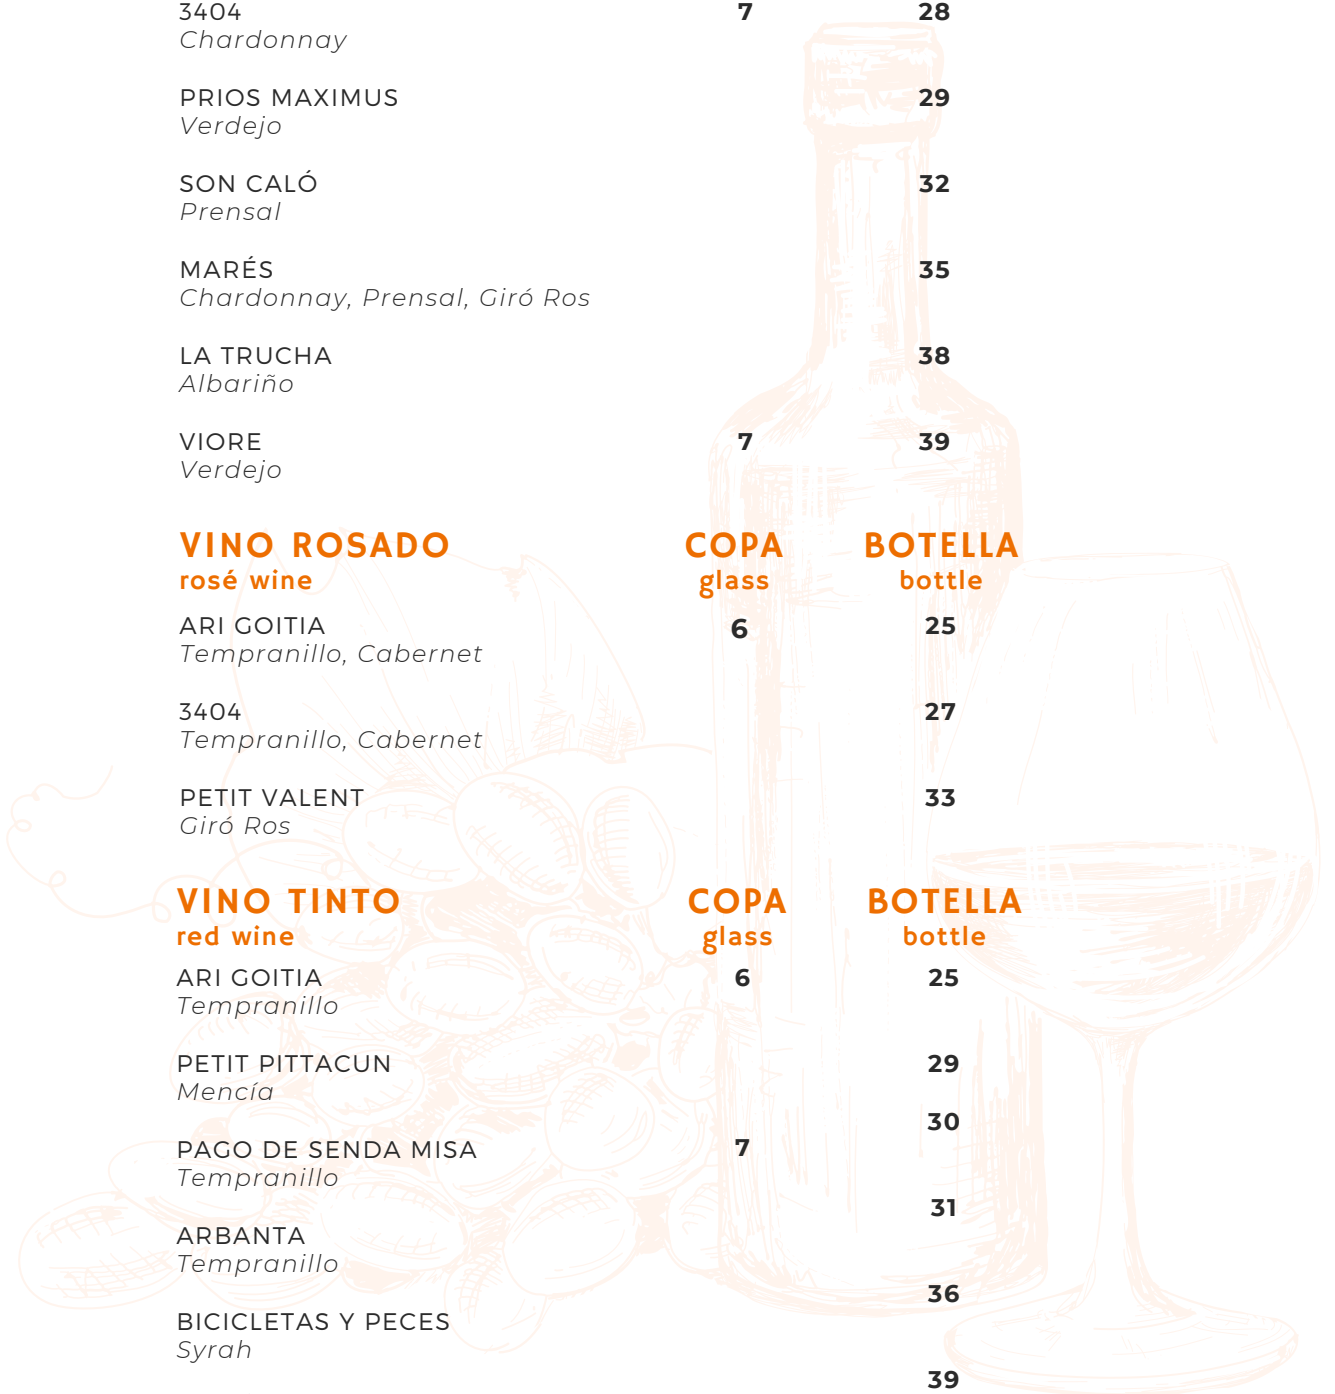 3404 7 28
Chardonnay
PRIOS MAXIMUS 29
Verdejo
SON CALÓ 32
Prensal
MARÉS 35
Chardonnay, Prensal, Giró Ros
LA TRUCHA 38
Albariño
VIORE 7 39
Verdejo
VINO ROSADO COPA BOTELLA
rosé wine glass bottle
ARI GOITIA 6 25
Tempranillo, Cabernet
3404 27
Tempranillo, Cabernet
PETIT VALENT 33
Giró Ros
VINO TINTO COPA BOTELLA
red wine glass bottle
ARI GOITIA 6 25
Tempranillo
PETIT PITTACUN 29
Mencía
30
PAGO DE SENDA MISA 7
Tempranillo
31
ARBANTA
Tempranillo
36
BICICLETAS Y PECES
Syrah
39